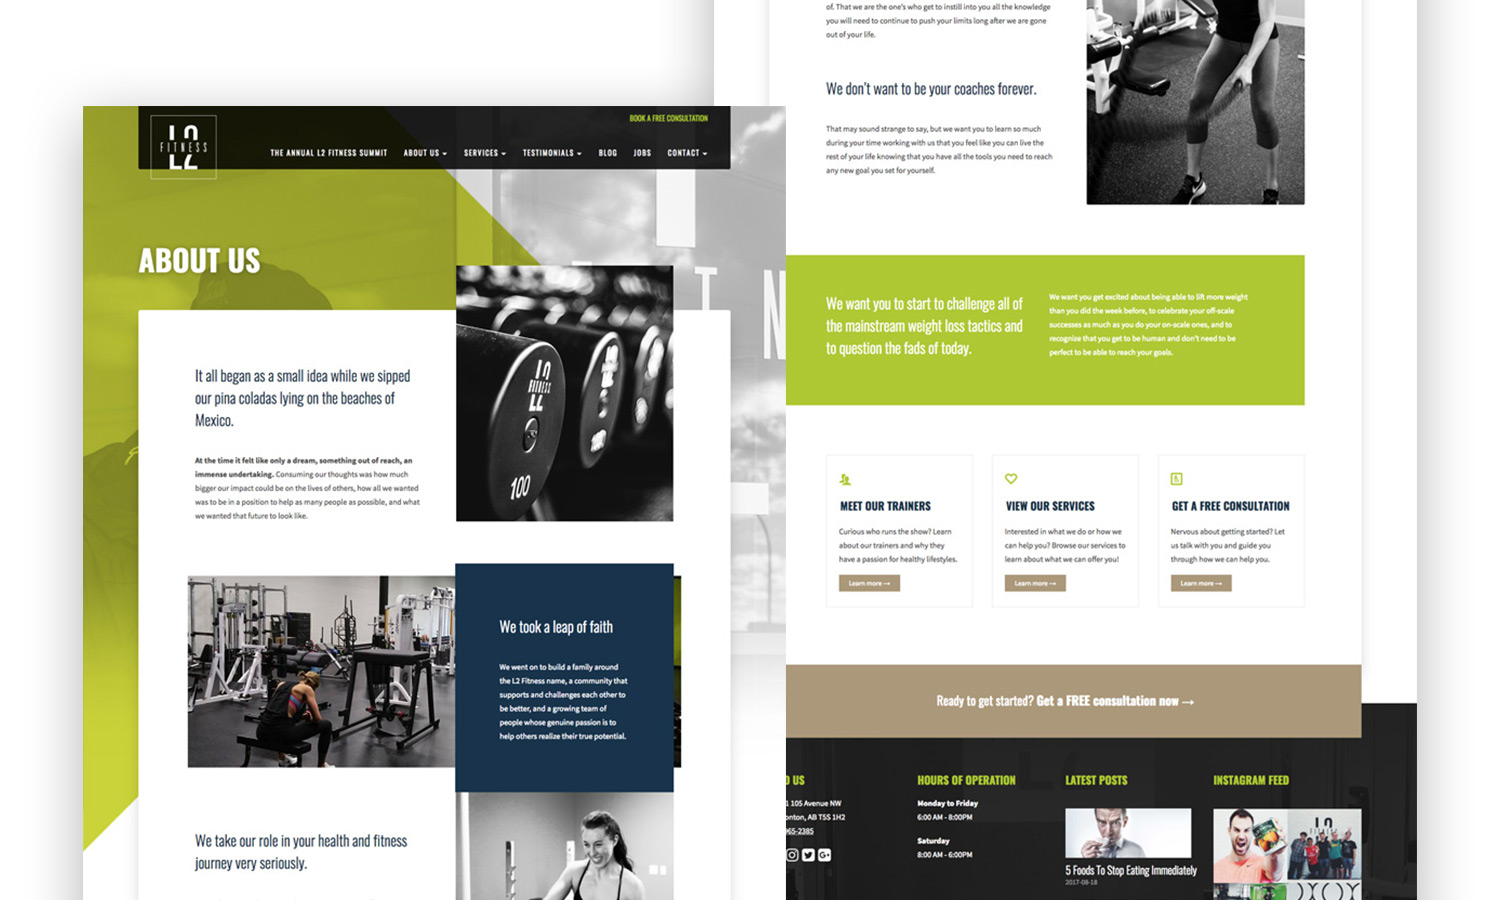 BOOK A FREE CONSULTATION
L2
FITNESS
L2
THE ANNUAL L2 FITNESS SUMMIT ABOUT US SERVICES TESTIMONIALS BLOG JOBS CONTACT
ABOUT US
T N
It all began as a small idea while we sipped
our pina coladas lying on the beaches of
Mexico.
At the time it felt like only a dream, something out of reach, an
immense undertaking. Consuming our thoughts was how much
bigger our impact could be on the lives of others, how all we wanted
was to be in a position to help as many people as possible, and what
we wanted that future to look like.
L2
FITNESS
L2
100
We took a leap of faith
We went on to build a family around
the L2 Fitness name, a community that
supports and challenges each other to
be better, and a growing team of
people whose genuine passion is to
help others realize their true potential.
We take our role in your health and fitness
journey very seriously.
of. That we are the one's who get to instill into you all the knowledge
you will need to continue to push your limits long after we are gone
out of your life.
We don't want to be your coaches forever.
That may sound strange to say, but we want you to learn so much
during your time working with us that you feel like you can live the
rest of your life knowing that you have all the tools you need to reach
any new goal you set for yourself.
We want you to start to challenge all of
the mainstream weight loss tactics and
to question the fads of today.
We want you get excited about being able to lift more weight
than you did the week before, to celebrate your off-scale
successes as much as you do your on-scale ones, and to
recognize that you get to be human and don't need to be
perfect to be able to reach your goals.
MEET OUR TRAINERS
Curious who runs the show? Learn
about our trainers and why they
have a passion for healthy lifestyles.
Learn more →
VIEW OUR SERVICES
Interested in what we do or how we
can help you? Browse our services to
learn about what we can offer you!
Learn more →
GET A FREE CONSULTATION
Nervous about getting started? Let
us talk with you and guide you
through how we can help you.
Learn more →
Ready to get started? Get a FREE consultation now →
D US
1 105 Avenue NW
onton, AB T5S 1H2
965-2385
HOURS OF OPERATION
Monday to Friday
6:00 AM - 8:00PM
Saturday
8:00 AM - 6:00PM
LATEST POSTS
5 Foods To Stop Eating Immediately
2017-08-18
INSTAGRAM FEED